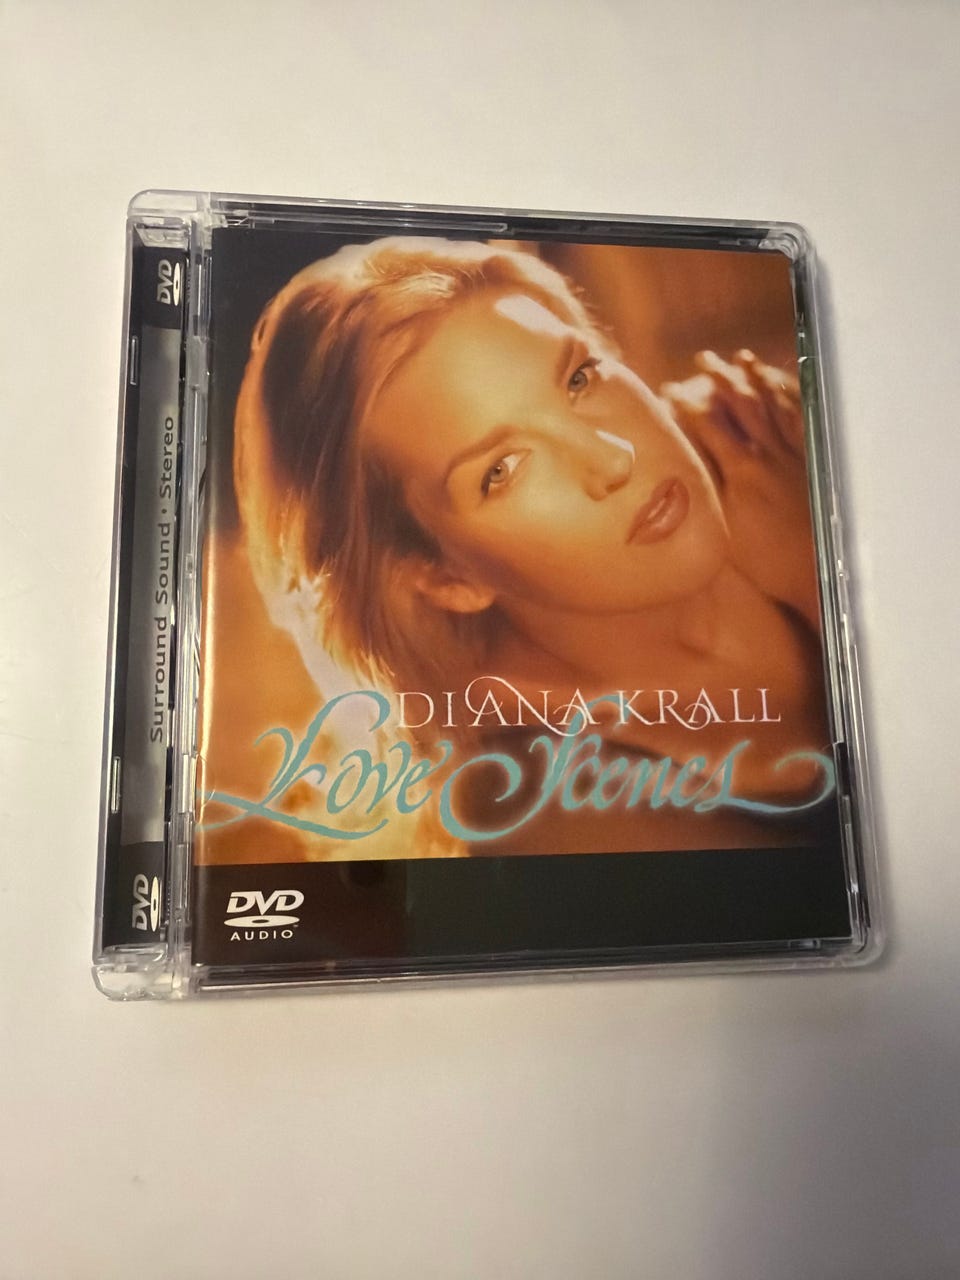 DVD
Surround Sound · Stereo
DVD
DIANA KRALL
Love Scenes
DVD
AUDIO